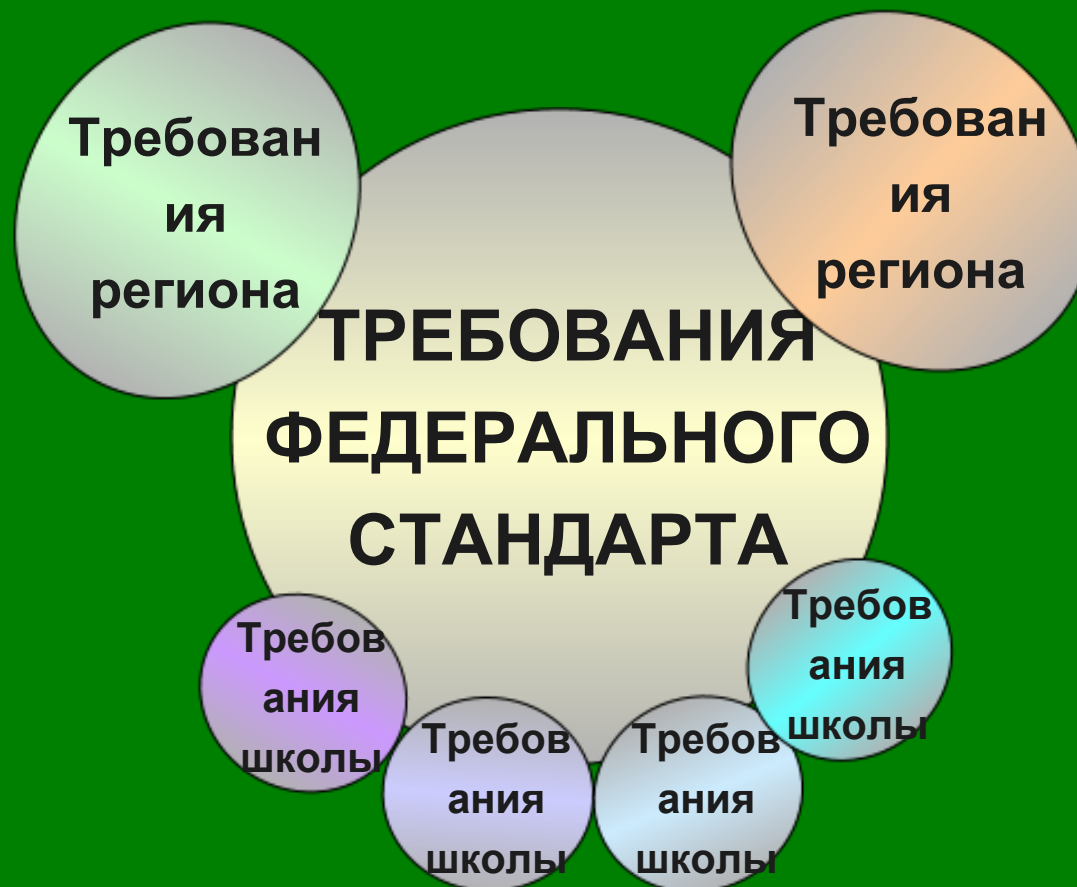 Требован
ия
региона
Требован
ия
региона
ТРЕБОВАНИЯ
ФЕДЕРАЛЬНОГО
СТАНДАРТА
Требов
ания
школы
Требов
ания
школы
Требов
ания
школы
Требов
ания
школы